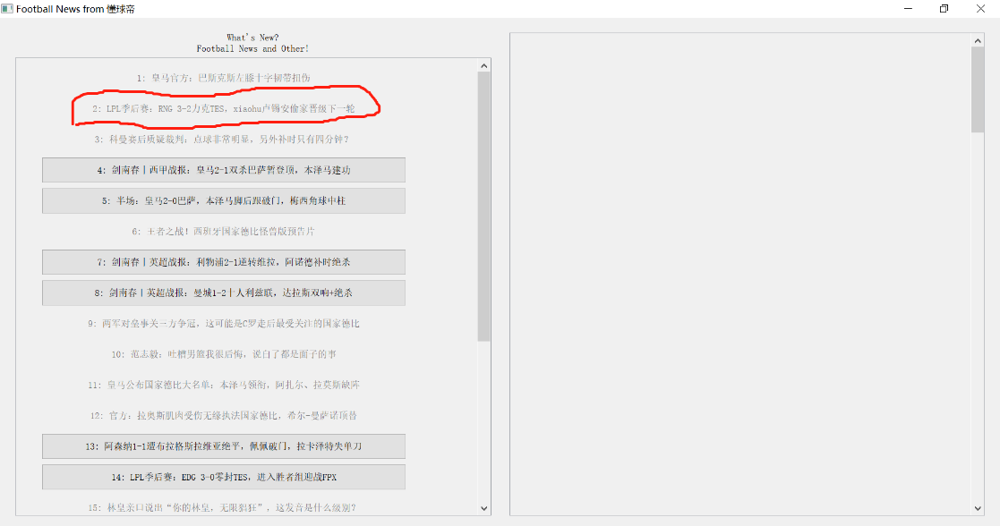 Football News from 懂球帝
What's New?
Football News and Other!
1: 皇马官方：巴斯克斯左膝十字韧带扭伤
2: LPL季后赛：RNG 3-2力克TES，xiaohu卢锡安偷家晋级下一轮
3: 科曼赛后质疑裁判：点球非常明显，另外补时只有四分钟？
4: 剑南春丨西甲战报：皇马2-1双杀巴萨暂登顶，本泽马建功
5: 半场：皇马2-0巴萨，本泽马脚后跟破门，梅西角球中柱
6: 王者之战！西班牙国家德比怪兽版预告片
7: 剑南春丨英超战报：利物浦2-1逆转维拉，阿诺德补时绝杀
8: 剑南春丨英超战报：曼城1-2十人利兹联，达拉斯双响+绝杀
9: 两军对垒事关三方争冠，这可能是C罗走后最受关注的国家德比
10: 范志毅：吐槽男篮我很后悔，说白了都是面子的事
11: 皇马公布国家德比大名单：本泽马领衔，阿扎尔、拉莫斯缺阵
12: 官方：拉奥斯肌肉受伤无缘执法国家德比，希尔-曼萨诺顶替
13: 阿森纳1-1遭布拉格斯拉维亚绝平，佩佩破门，拉卡泽特失单刀
14: LPL季后赛：EDG 3-0零封TES，进入胜者组迎战FPX
15: 林皇亲口说出“你的林皇，无限猖狂”，这发音是什么级别？